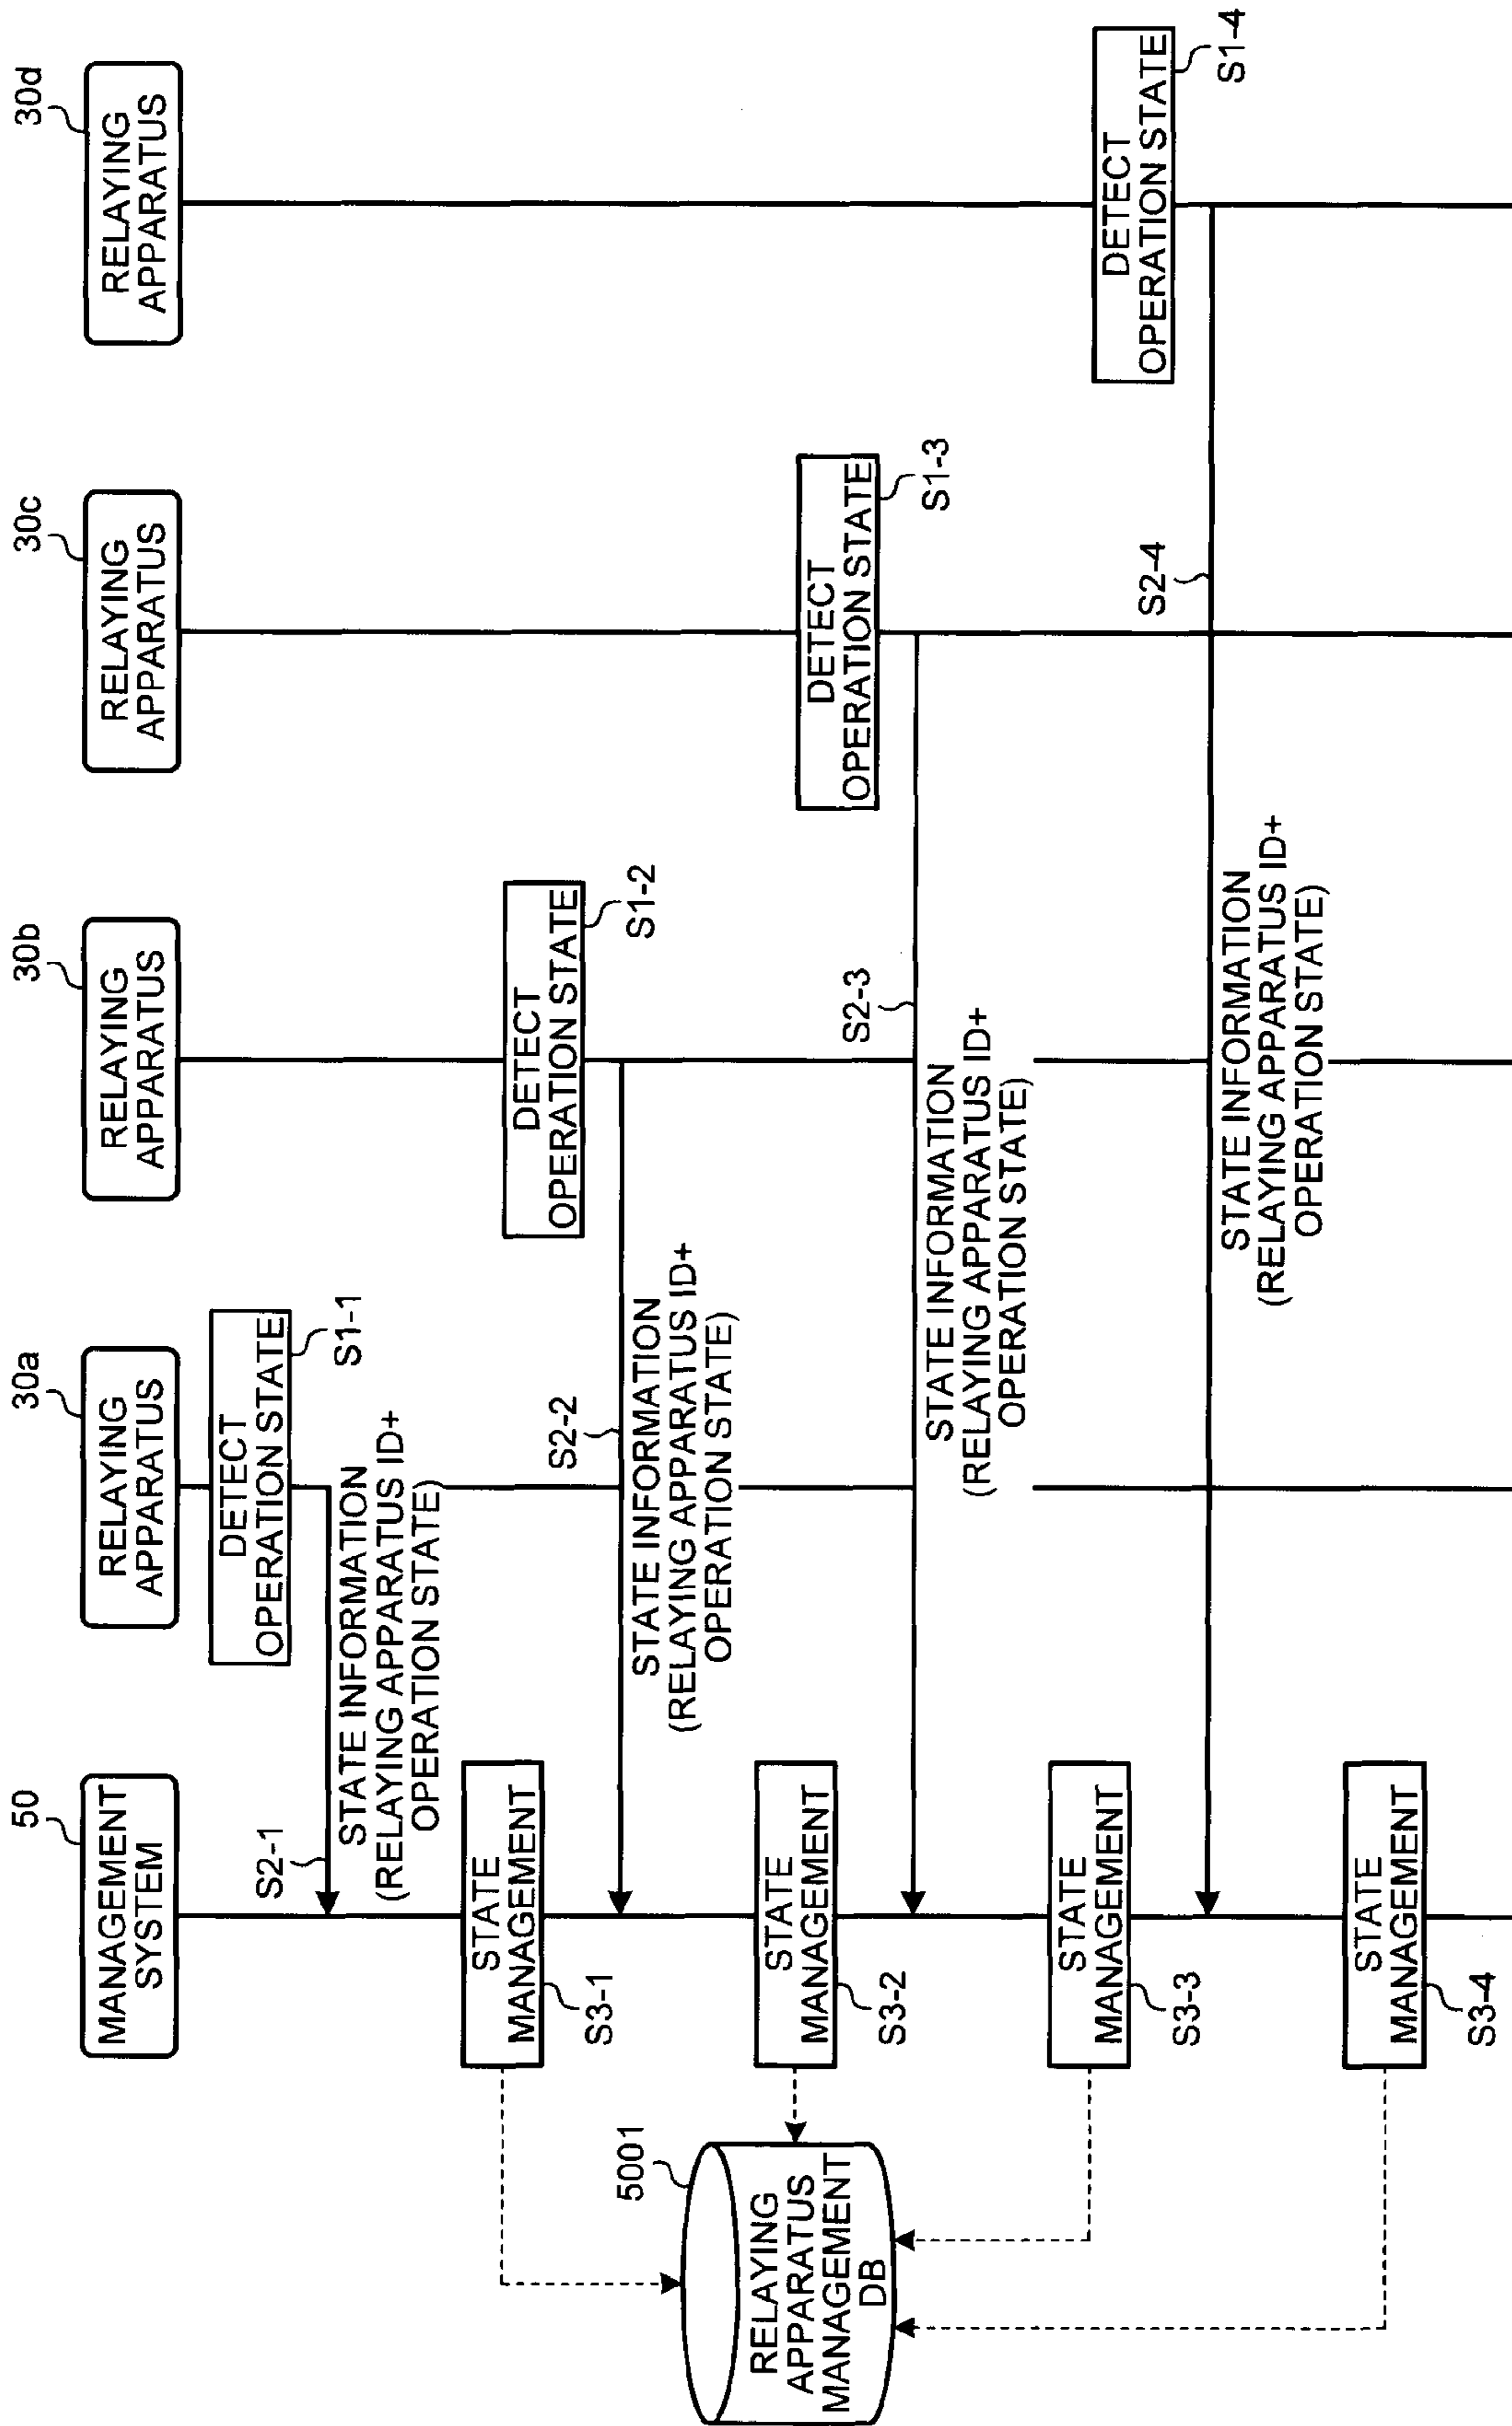 50
MANAGEMENT
SYSTEM
30a
RELAYING
APPARATUS
30b
RELAYING
APPARATUS
30c
RELAYING
APPARATUS
30d
RELAYING
APPARATUS
DETECT
OPERATION STATE
S1-1
S2-1
STATE INFORMATION
(RELAYING APPARATUS ID+
OPERATION STATE)
STATE
MANAGEMENT
S3-1
DETECT
OPERATION STATE
S1-2
S2-2
STATE INFORMATION
(RELAYING APPARATUS ID+
OPERATION STATE)
5001
RELAYING
APPARATUS
MANAGEMENT
DB
STATE
MANAGEMENT
S3-2
DETECT
OPERATION STATE
S1-3
S2-3
STATE INFORMATION
(RELAYING APPARATUS ID+
OPERATION STATE)
STATE
MANAGEMENT
S3-3
DETECT
OPERATION STATE
S1-4
S2-4
STATE INFORMATION
(RELAYING APPARATUS ID+
OPERATION STATE)
STATE
MANAGEMENT
S3-4